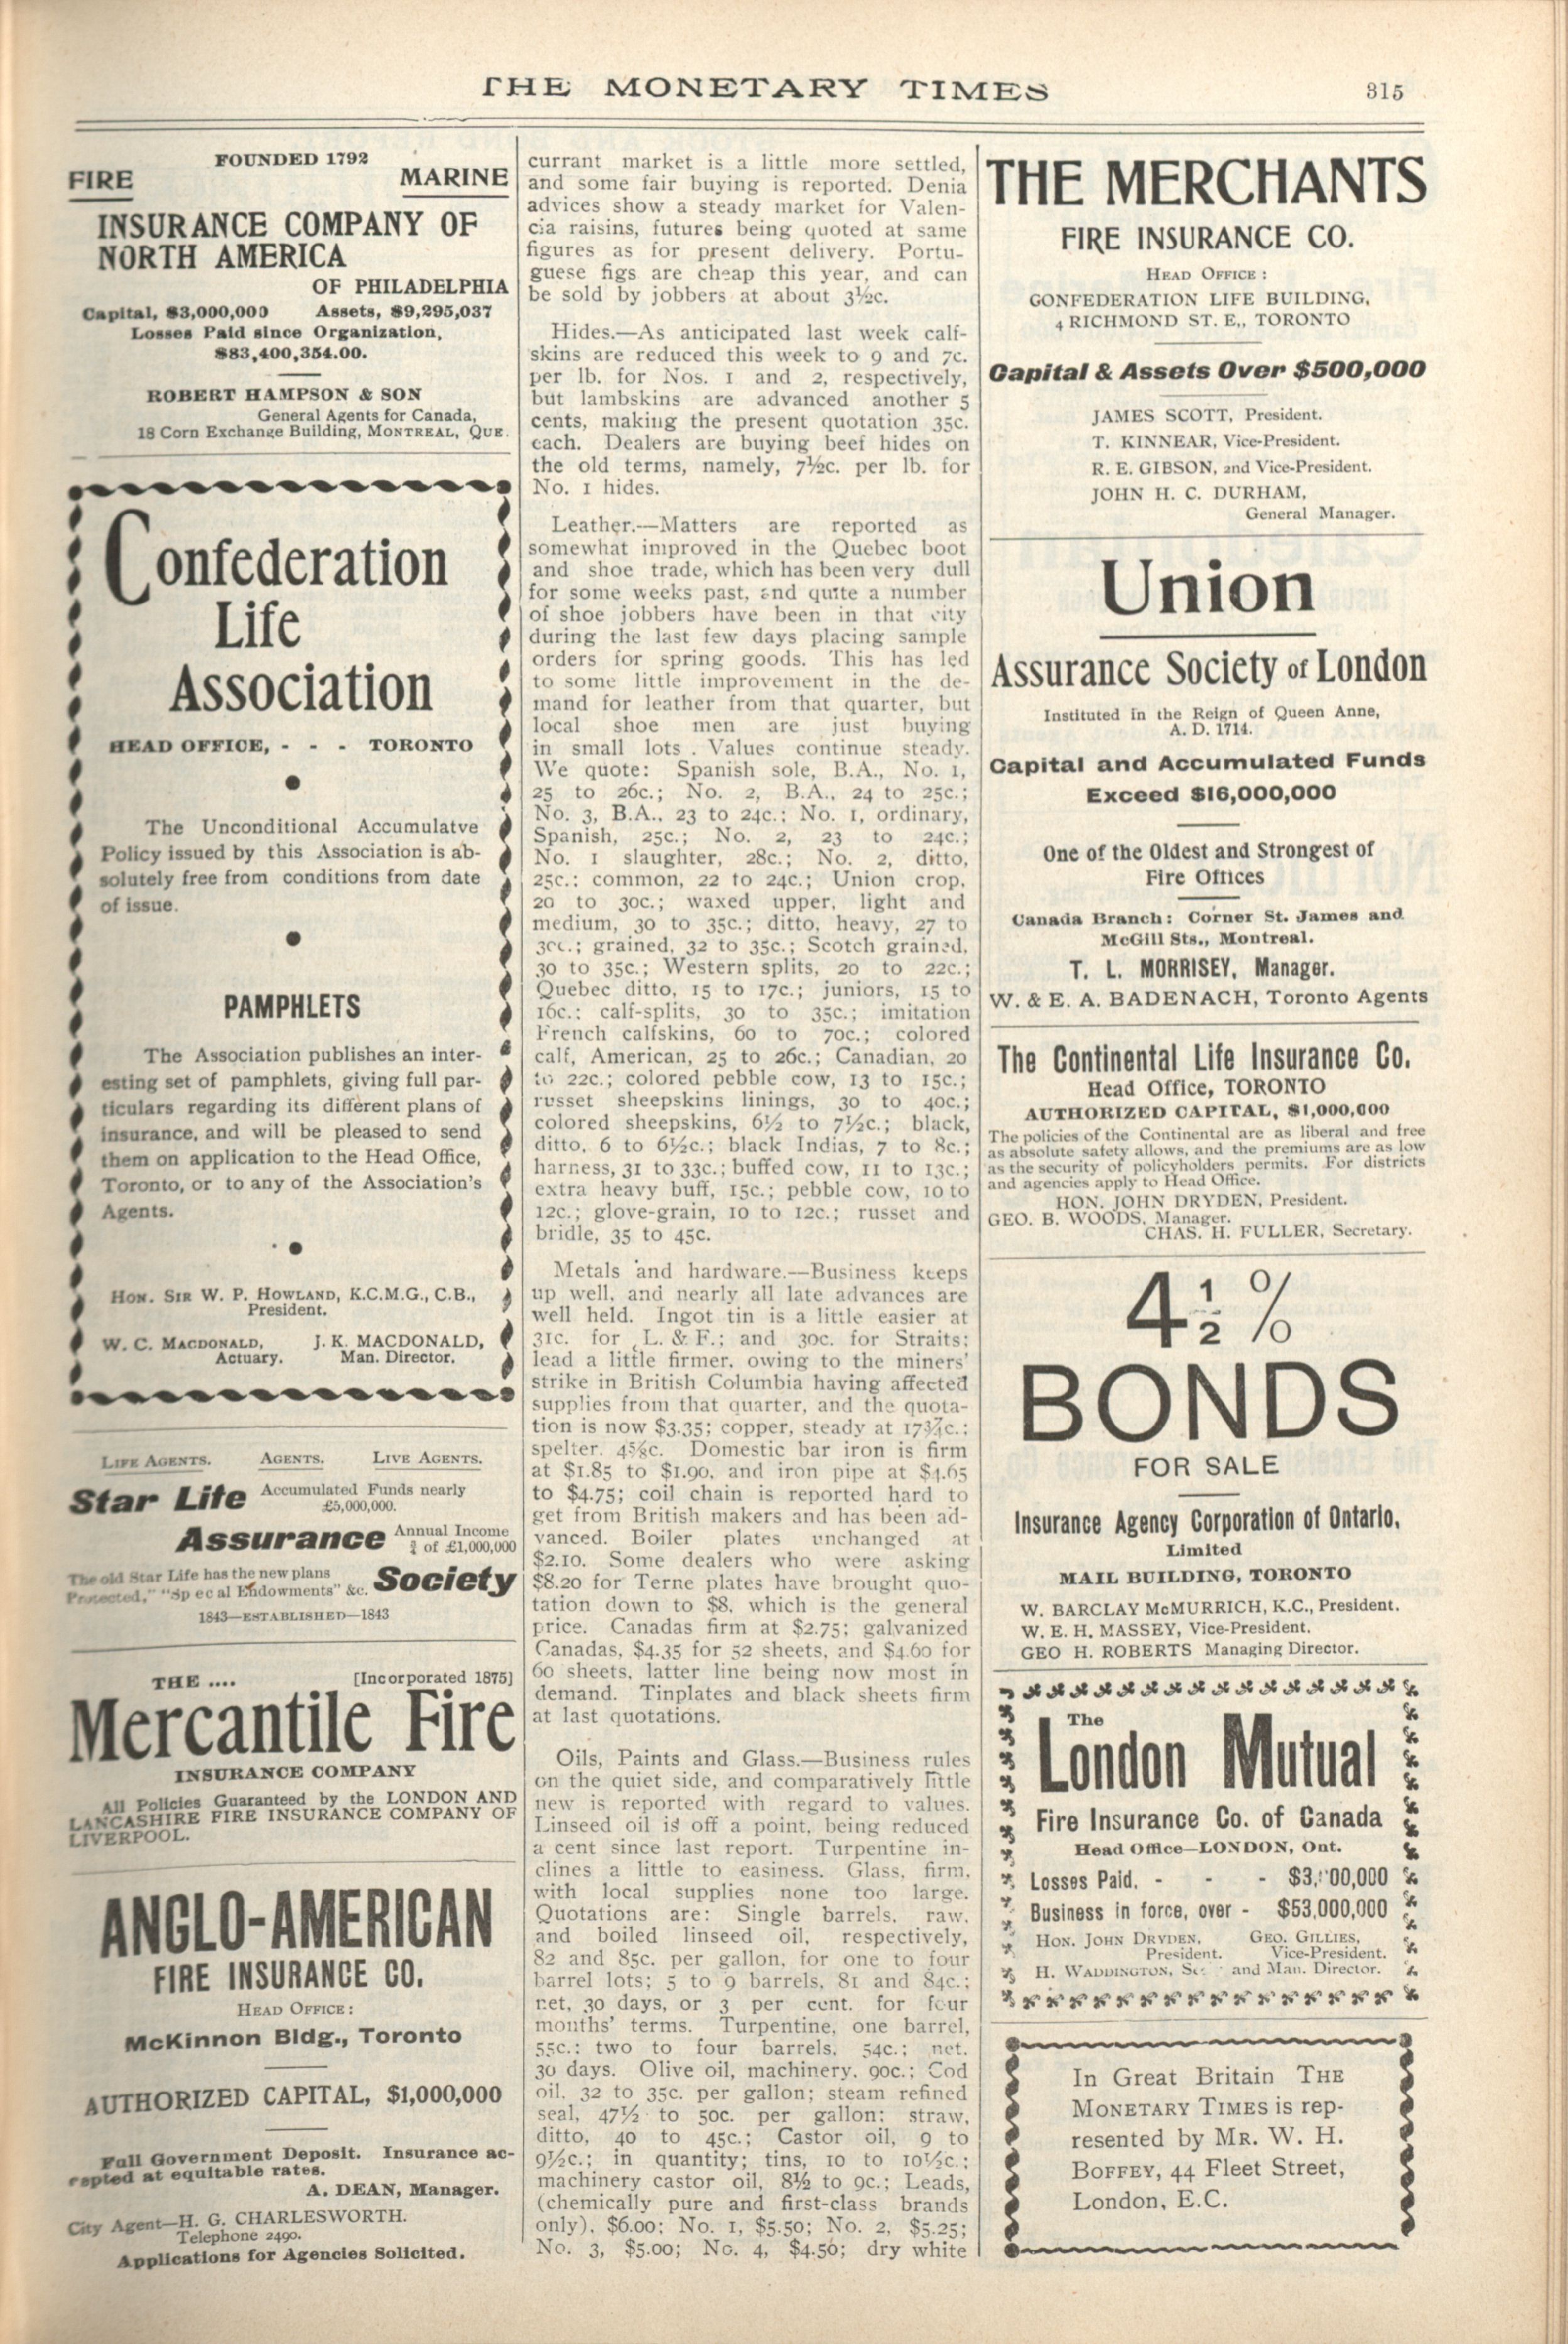 THE MONETARY TIMES
315
FOUNDED 1792
FIRE MARINE
INSURANCE COMPANY OF
NORTH AMERICA
OF PHILADELPHIA
Capital, $3,000,000 Assets, $9,295,037
Losses Paid since Organization,
$83,400,354.00.
ROBERT HAMPSON & SON
General Agents for Canada,
18 Corn Exchange Building, MONTREAL, QUE.
Confederation
Life
Association
HEAD OFFICE, - - - TORONTO
The Unconditional Accumulatve
Policy issued by this Association is ab-
solutely free from conditions from date
of issue.
PAMPHLETS
The Association publishes an inter-
esting set of pamphlets, giving full par-
ticulars regarding its different plans of
insurance, and will be pleased to send
them on application to the Head Office,
Toronto, or to any of the Association's
Agents.
HON. SIR W. P. HOWLAND, K.C.M.G., C.B.,
President.
W. C. MACDONALD, J. K. MACDONALD,
Actuary. Man. Director.
LIFE AGENTS. AGENTS. LIVE AGENTS.
Star Life Accumulated Funds nearly
£5,000,000.
Assurance Annual Income
¾ of £1,000,000
The old Star Life has the new plans
Protected," "Sp ec al Endowments" &c. Society
1843—ESTABLISHED—1843
THE .... [Incorporated 1875]
Mercantile Fire
INSURANCE COMPANY
All Policies Guaranteed by the LONDON AND
LANCASHIRE FIRE INSURANCE COMPANY OF
LIVERPOOL.
ANGLO-AMERICAN
FIRE INSURANCE CO.
HEAD OFFICE:
McKinnon Bldg., Toronto
AUTHORIZED CAPITAL, $1,000,000
Full Government Deposit. Insurance ac-
cepted at equitable rates.
A. DEAN, Manager.
City Agent—H. G. CHARLESWORTH.
Telephone 2490.
Applications for Agencies Solicited.
currant market is a little more settled,
and some fair buying is reported. Denia
advices show a steady market for Valen-
cia raisins, futures being quoted at same
figures as for present delivery. Portu-
guese figs are cheap this year, and can
be sold by jobbers at about 3½c.
Hides.—As anticipated last week calf-
skins are reduced this week to 9 and 7c.
per lb. for Nos. 1 and 2, respectively,
but lambskins are advanced another 5
cents, making the present quotation 35c.
each. Dealers are buying beef hides on
the old terms, namely, 7½c. per lb. for
No. 1 hides.
Leather.—Matters are reported as
somewhat improved in the Quebec boot
and shoe trade, which has been very dull
for some weeks past, and quite a number
of shoe jobbers have been in that city
during the last few days placing sample
orders for spring goods. This has led
to some little improvement in the de-
mand for leather from that quarter, but
local shoe men are just buying
in small lots . Values continue steady.
We quote: Spanish sole, B.A., No. 1,
25 to 26c.; No. 2, B.A., 24 to 25c.;
No. 3, B.A., 23 to 24c.; No. 1, ordinary,
Spanish, 25c.; No. 2, 23 to 24c.;
No. 1 slaughter, 28c.; No. 2, ditto,
25c.; common, 22 to 24c.; Union crop,
20 to 30c.; waxed upper, light and
medium, 30 to 35c.; ditto, heavy, 27 to
30c.; grained, 32 to 35c.; Scotch grained,
30 to 35c.; Western splits, 20 to 22c.;
Quebec ditto, 15 to 17c.; juniors, 15 to
16c.; calf-splits, 30 to 35c.; imitation
French calfskins, 60 to 70c.; colored
calf, American, 25 to 26c.; Canadian, 20
to 22c.; colored pebble cow, 13 to 15c.;
russet sheepskins linings, 30 to 40c.;
colored sheepskins, 6½ to 7½c.; black,
ditto, 6 to 6½c.; black Indias, 7 to 8c.;
harness, 31 to 33c.; buffed cow, 11 to 13c.;
extra heavy buff, 15c.; pebble cow, 10 to
12c.; glove-grain, 10 to 12c.; russet and
bridle, 35 to 45c.
Metals and hardware.—Business keeps
up well, and nearly all late advances are
well held. Ingot tin is a little easier at
31c. for L. & F.; and 30c. for Straits;
lead a little firmer, owing to the miners'
strike in British Columbia having affected
supplies from that quarter, and the quota-
tion is now $3.35; copper, steady at 17¾c.;
spelter, 4⅝c. Domestic bar iron is firm
at $1.85 to $1.90, and iron pipe at $4.65
to $4.75; coil chain is reported hard to
get from British makers and has been ad-
vanced. Boiler plates unchanged at
$2.10. Some dealers who were asking
$8.20 for Terne plates have brought quo-
tation down to $8, which is the general
price. Canadas firm at $2.75; galvanized
Canadas, $4.35 for 52 sheets, and $4.60 for
60 sheets, latter line being now most in
demand. Tinplates and black sheets firm
at last quotations.
Oils, Paints and Glass.—Business rules
on the quiet side, and comparatively little
new is reported with regard to values.
Linseed oil is off a point, being reduced
a cent since last report. Turpentine in-
clines a little to easiness. Glass, firm,
with local supplies none too large.
Quotations are: Single barrels, raw,
and boiled linseed oil, respectively,
82 and 85c. per gallon, for one to four
barrel lots; 5 to 9 barrels, 81 and 84c.;
net, 30 days, or 3 per cent. for four
months' terms. Turpentine, one barrel,
55c.; two to four barrels, 54c.; net.
30 days. Olive oil, machinery, 90c.; Cod
oil, 32 to 35c. per gallon; steam refined
seal, 47½ to 50c. per gallon; straw,
ditto, 40 to 45c.; Castor oil, 9 to
9½c.; in quantity; tins, 10 to 10½c.;
machinery castor oil, 8½ to 9c.; Leads,
(chemically pure and first-class brands
only), $6.00; No. 1, $5.50; No. 2, $5.25;
No. 3, $5.00; No. 4, $4.50; dry white
THE MERCHANTS
FIRE INSURANCE CO.
HEAD OFFICE:
CONFEDERATION LIFE BUILDING,
4 RICHMOND ST. E., TORONTO
Capital & Assets Over $500,000
JAMES SCOTT, President.
T. KINNEAR, Vice-President.
R. E. GIBSON, 2nd Vice-President.
JOHN H. C. DURHAM,
General Manager.
Union
Assurance Society of London
Instituted in the Reign of Queen Anne,
A. D. 1714.
Capital and Accumulated Funds
Exceed $16,000,000
One of the Oldest and Strongest of
Fire Offices
Canada Branch: Corner St. James and
McGill Sts., Montreal.
T. L. MORRISEY, Manager.
W. & E. A. BADENACH, Toronto Agents
The Continental Life Insurance Co.
Head Office, TORONTO
AUTHORIZED CAPITAL, $1,000,000
The policies of the Continental are as liberal and free
as absolute safety allows, and the premiums are as low
as the security of policyholders permits. For districts
and agencies apply to Head Office.
HON. JOHN DRYDEN, President.
GEO. B. WOODS, Manager.
CHAS. H. FULLER, Secretary.
4½%
BONDS
FOR SALE
Insurance Agency Corporation of Ontario,
Limited
MAIL BUILDING, TORONTO
W. BARCLAY McMURRICH, K.C., President.
W. E. H. MASSEY, Vice-President.
GEO H. ROBERTS Managing Director.
The
London Mutual
Fire Insurance Co. of Canada
Head Office—LONDON, Ont.
Losses Paid, - - -
Business in force, over - $53,000,000
HON. JOHN DRYDEN, GEO. GILLIES,
President. Vice-President.
H. WADDINGTON, and Man. Director.
In Great Britain THE
MONETARY TIMES is rep-
resented by MR. W. H.
BOFFEY, 44 Fleet Street,
London, E.C.